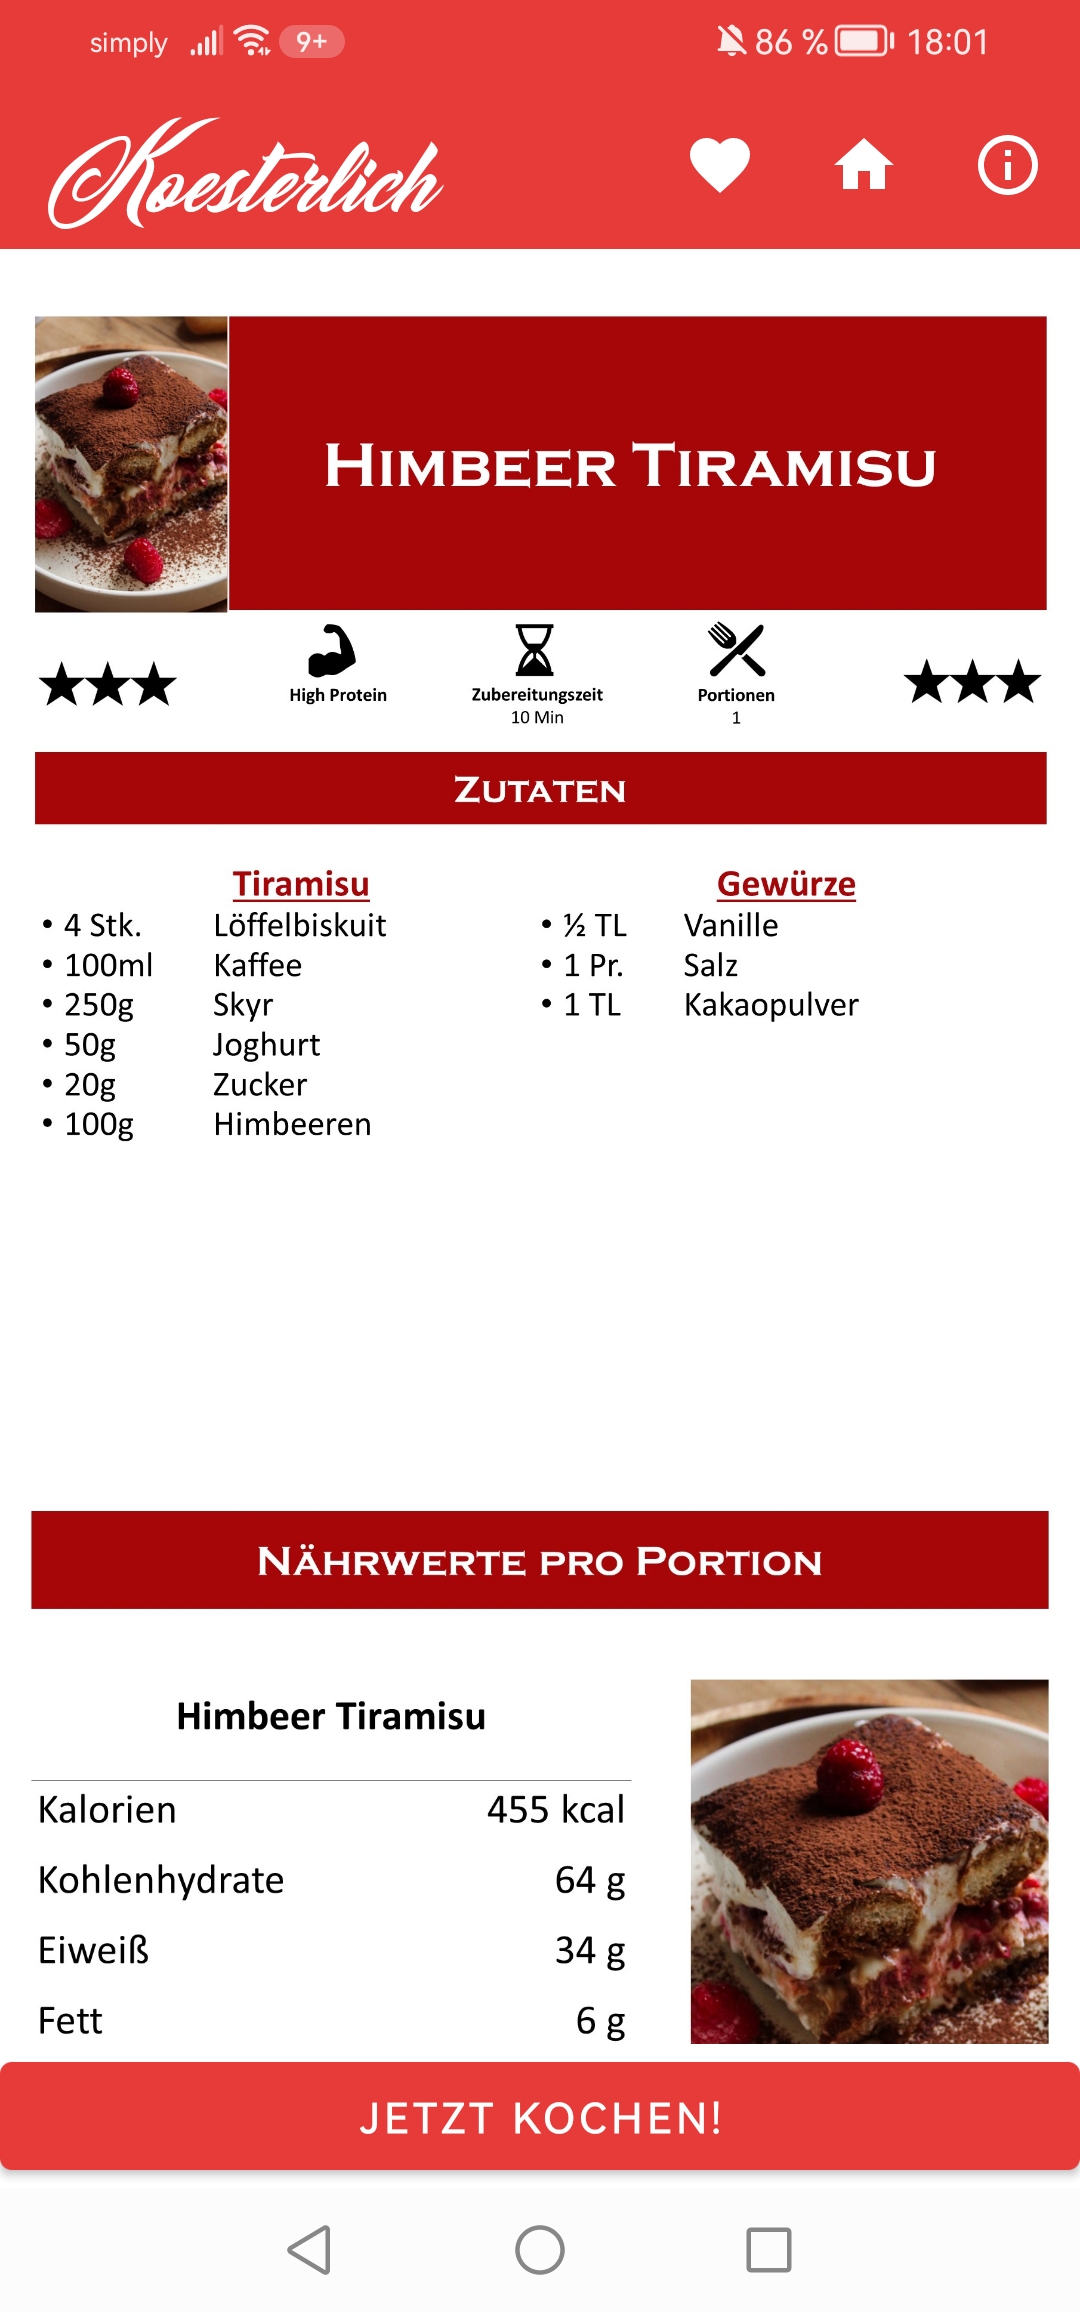 simply 9+ 86 % 18:01
Koesterlich
Himbeer Tiramisu
High Protein Zubereitungszeit Portionen
10 Min 1
Zutaten
Tiramisu Gewürze
• 4 Stk. Löffelbiskuit • ½ TL Vanille
• 100ml Kaffee • 1 Pr. Salz
• 250g Skyr • 1 TL Kakaopulver
• 50g Joghurt
• 20g Zucker
• 100g Himbeeren
Nährwerte pro Portion
Himbeer Tiramisu
Kalorien 455 kcal
Kohlenhydrate 64 g
Eiweiß 34 g
Fett 6 g
JETZT KOCHEN!